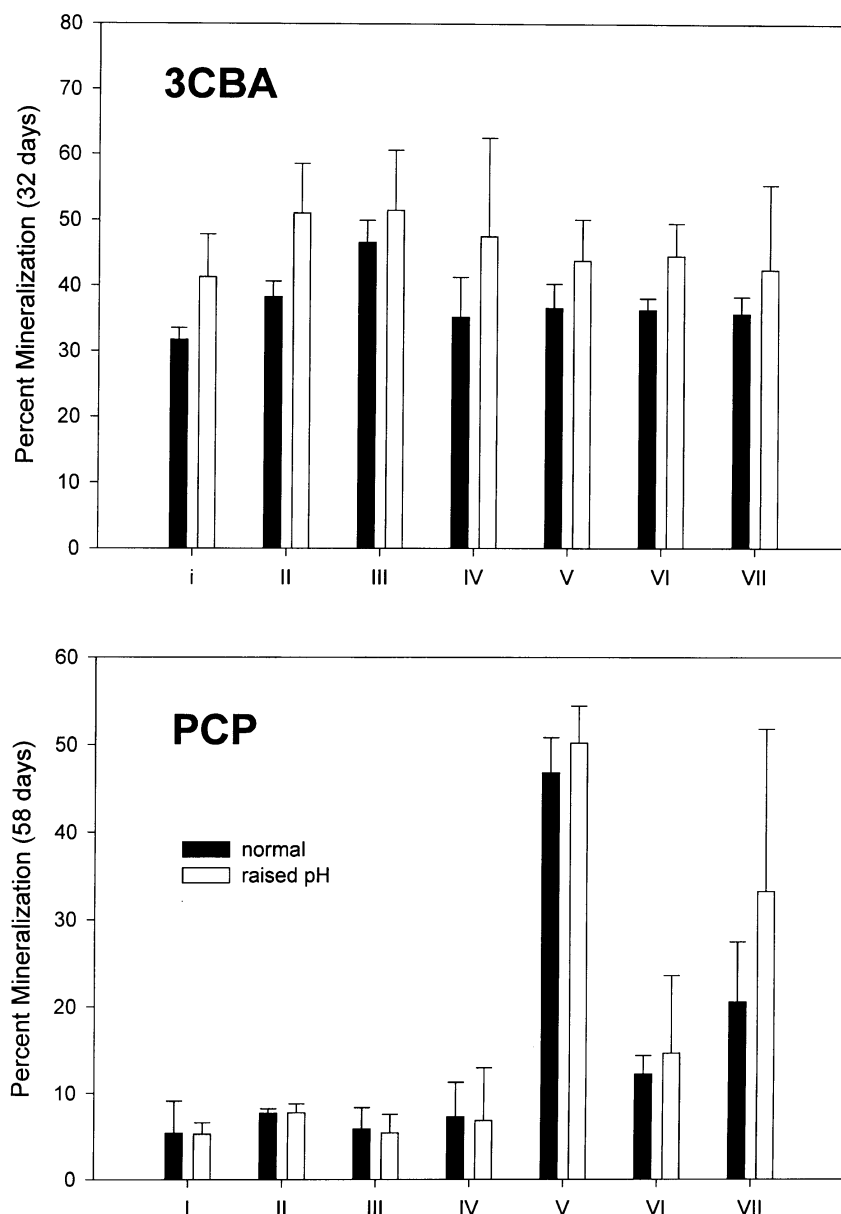 80
3CBA
70
60
50
40
30
20
10
0
Percent Mineralization (32 days)
i II III IV V VI VII
60
PCP
50
40
normal
raised pH
30
20
10
0
Percent Mineralization (58 days)
I II III IV V VI VII